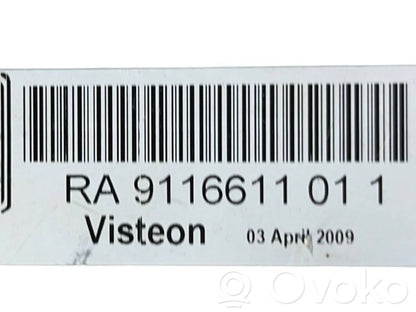 RA 9116611 01 1
Visteon 03 April 2009
Ovoko